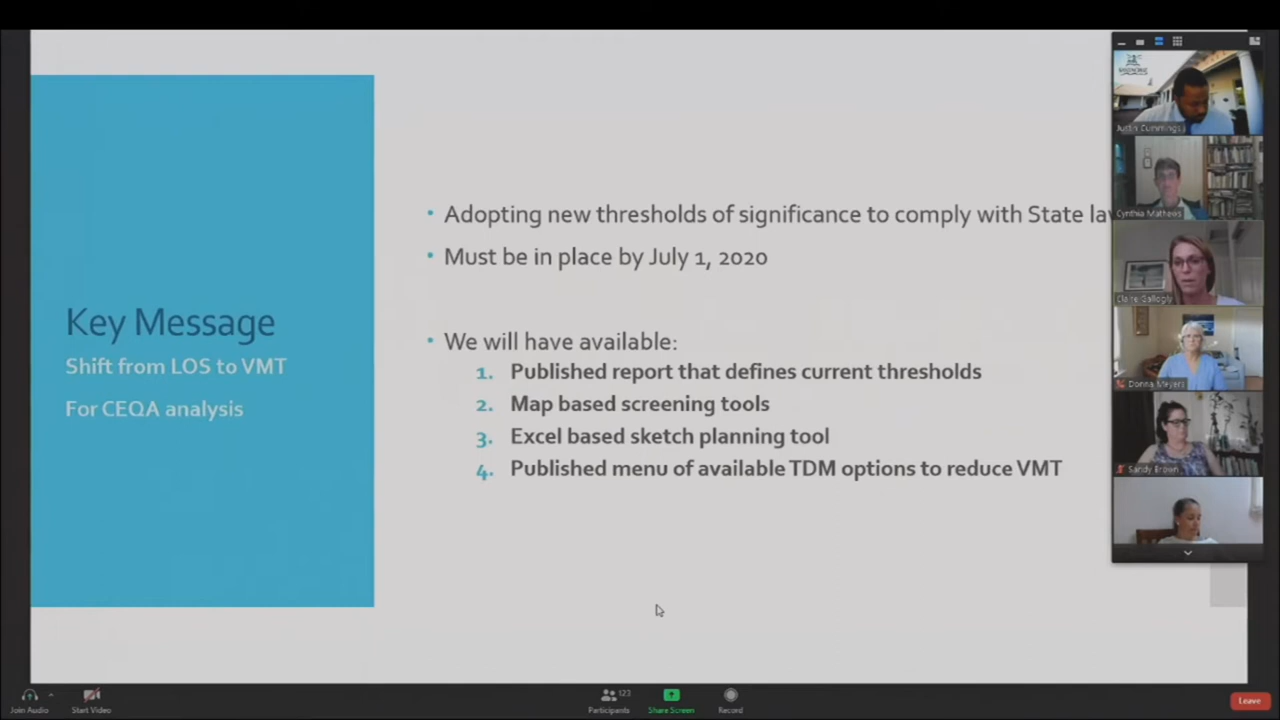 Key Message
Shift from LOS to VMT
For CEQA analysis
• Adopting new thresholds of significance to comply with State law
• Must be in place by July 1, 2020
• We will have available:
1. Published report that defines current thresholds
2. Map based screening tools
3. Excel based sketch planning tool
4. Published menu of available TDM options to reduce VMT
Justin Cummings
Cynthia Mathews
Claire Gallogly
Donna Meyers
Sandy Brown
Join Audio
Start Video
Participants
123
Share Screen
Record
Leave